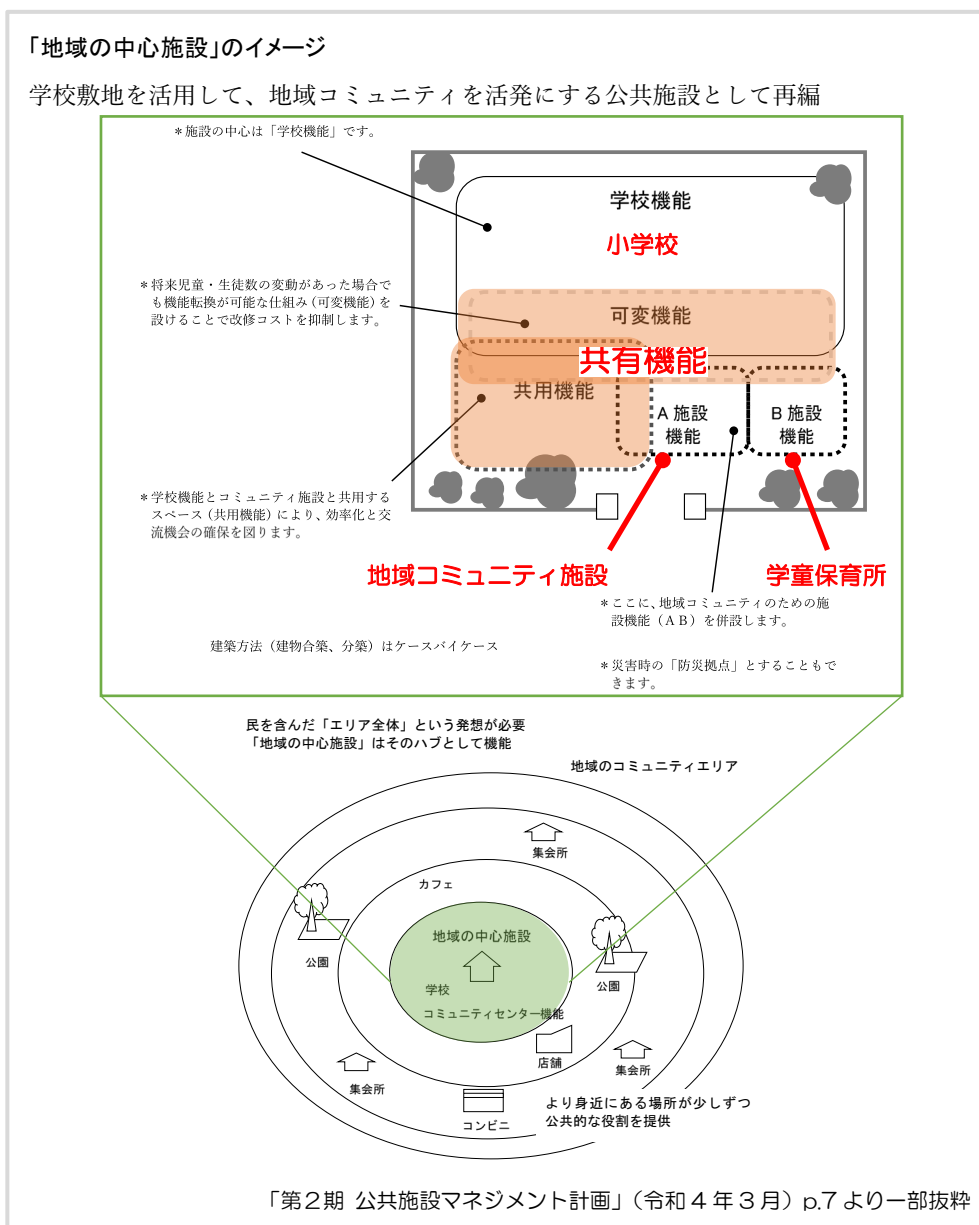 「地域の中心施設」のイメージ
学校敷地を活用して、地域コミュニティを活発にする公共施設として再編
＊施設の中心は「学校機能」です。
学校機能
小学校
＊将来児童・生徒数の変動があった場合で
も機能転換が可能な仕組み(可変機能)を
設けることで改修コストを抑制します。
可変機能
共有機能
共用機能
A 施設
機能
B 施設
機能
＊学校機能とコミュニティ施設と共用する
スペース(共用機能)により、効率化と交
流機会の確保を図ります。
地域コミュニティ施設
学童保育所
＊ここに、地域コミュニティのための施
設機能（ＡＢ）を併設します。
建築方法（建物合築、分築）はケースバイケース
＊災害時の「防災拠点」とすることもで
きます。
民を含んだ「エリア全体」という発想が必要
「地域の中心施設」はそのハブとして機能
地域のコミュニティエリア
集会所
カフェ
地域の中心施設
公園
学校
公園
コミュニティセンター機能
店舗
集会所
集会所
コンビニ
より身近にある場所が少しずつ
公共的な役割を提供
「第２期 公共施設マネジメント計画」（令和４年３月）p.7 より一部抜粋